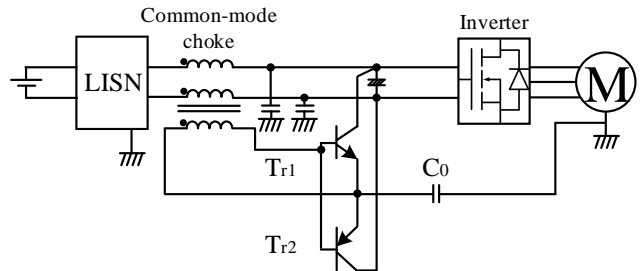 Common-mode
choke
Inverter
LISN
M
Tr1
C0
Tr2